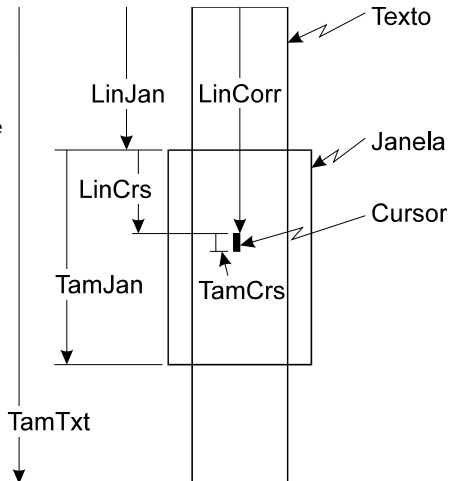 Texto
LinJan
LinCorr
e
Janela
LinCrs
Cursor
TamJan
TamCrs
TamTxt